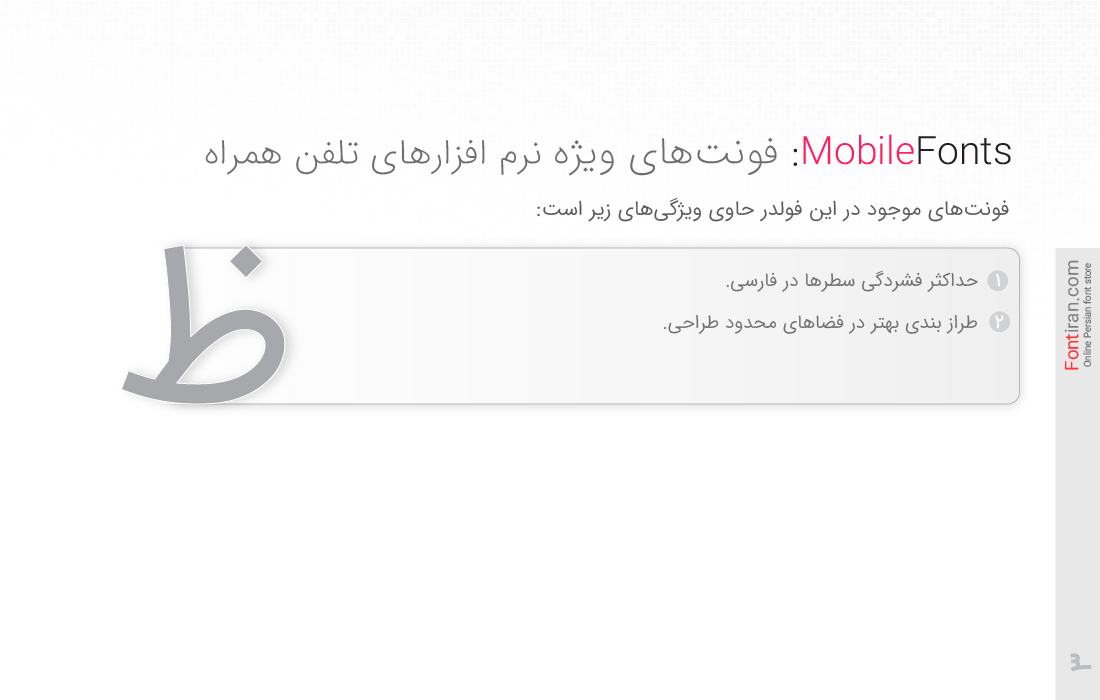 MobileFonts: فونت‌های ویژه نرم افزارهای تلفن همراه
فونت‌های موجود در این فولدر حاوی ویژگی‌های زیر است:
۱ حداکثر فشردگی سطرها در فارسی.
۲ طراز بندی بهتر در فضاهای محدود طراحی.
ظ
Fontiran.com
Online Persian font store
۳